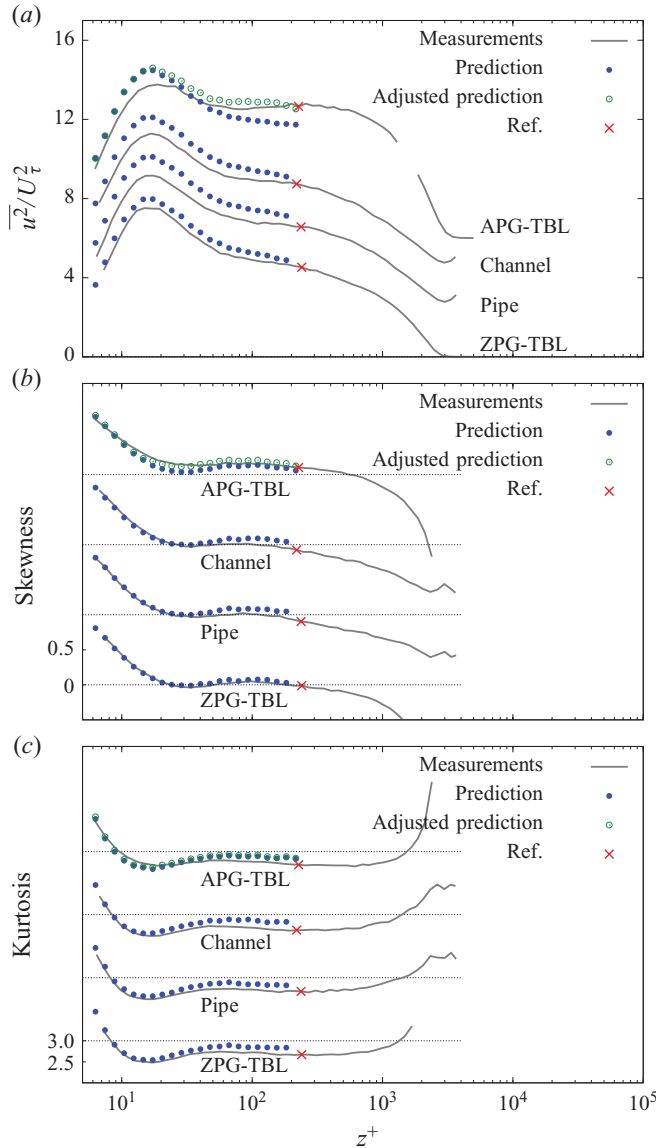 (a)
16
12
8
4
0
u²/U²τ
Measurements
Prediction
Adjusted prediction
Ref.
APG-TBL
Channel
Pipe
ZPG-TBL
(b)
Skewness
0.5
0
Measurements
Prediction
Adjusted prediction
Ref.
APG-TBL
Channel
Pipe
ZPG-TBL
(c)
Kurtosis
3.0
2.5
Measurements
Prediction
Adjusted prediction
Ref.
APG-TBL
Channel
Pipe
ZPG-TBL
10¹ 10² 10³ 10⁴ 10⁵
z⁺